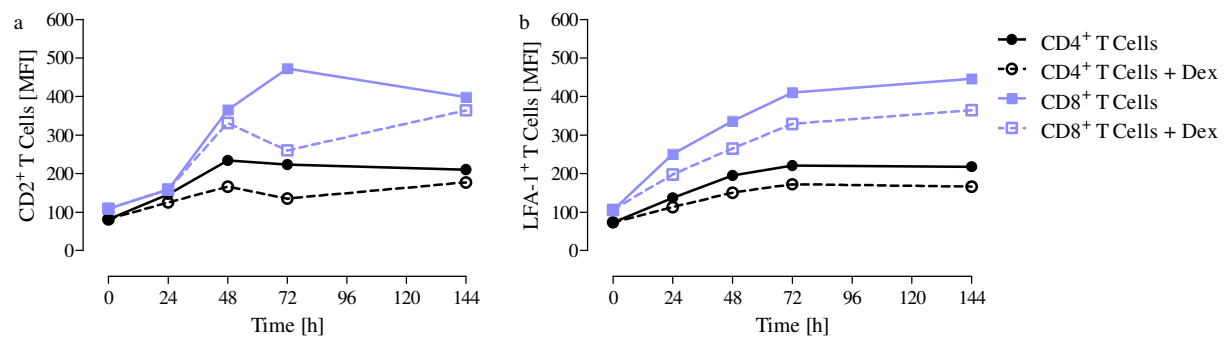 a
CD2⁺ T Cells [MFI]
600
500
400
300
200
100
0
0 24 48 72 96 120 144
Time [h]
b
LFA-1⁺ T Cells [MFI]
600
500
400
300
200
100
0
0 24 48 72 96 120 144
Time [h]
CD4⁺ T Cells
CD4⁺ T Cells + Dex
CD8⁺ T Cells
CD8⁺ T Cells + Dex